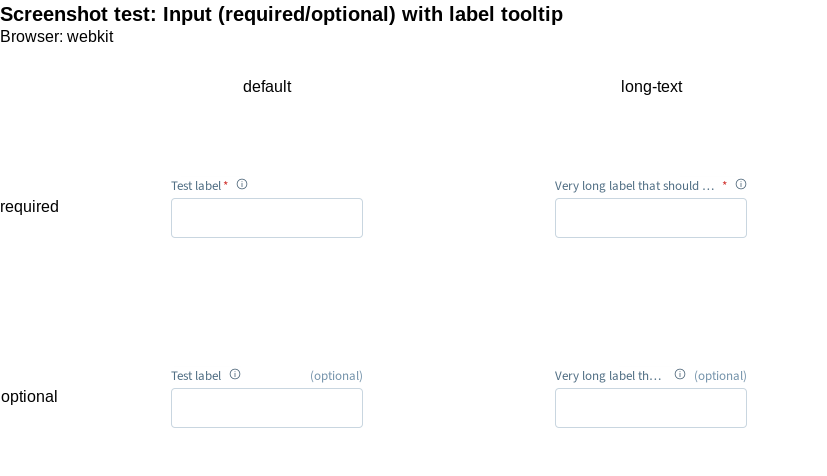 Screenshot test: Input (required/optional) with label tooltip
Browser: webkit
default long-text
Test label * Very long label that should ... *
required
Test label (optional) Very long label th... (optional)
optional